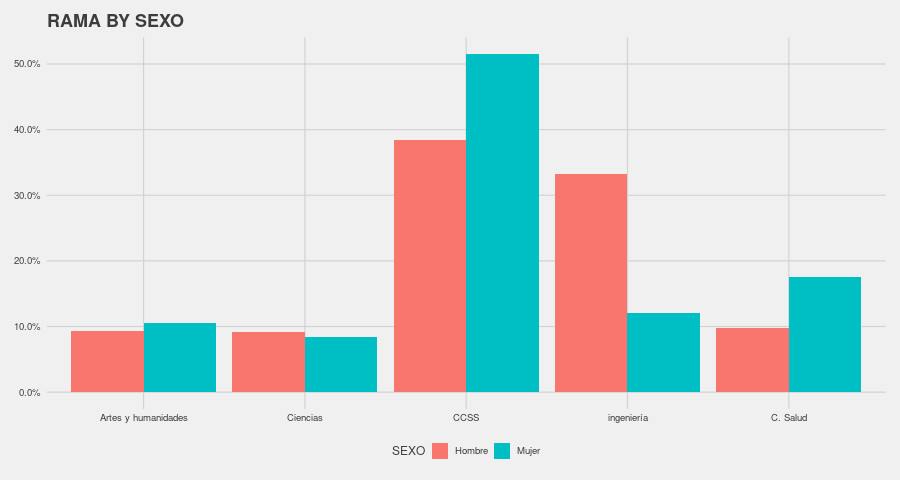 RAMA BY SEXO
50.0%
40.0%
30.0%
20.0%
10.0%
0.0%
Artes y humanidades Ciencias CCSS ingeniería C. Salud
SEXO Hombre Mujer